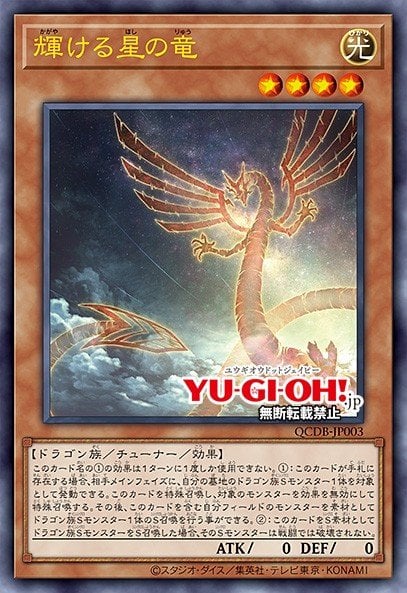 輝ける星の竜
光
ユウギオウドットジェイピー
YU-GI-OH!.jp
無断転載禁止
QCDB-JP003
【ドラゴン族／チューナー／効果】
このカード名の①の効果は1ターンに1度しか使用できない。①：このカードが手札に
存在する場合、相手メインフェイズに、自分の墓地のドラゴン族Sモンスター1体を対象
として発動できる。このカードを特殊召喚し、対象のモンスターを効果を無効にして
特殊召喚する。その後、このカードを含む自分フィールドのモンスターを素材として
ドラゴン族Sモンスター1体のS召喚を行う事ができる。②：このカードをS素材として
ドラゴン族Sモンスターを S召喚した場合、そのSモンスターは戦闘では破壊されない。
ATK/ 0 DEF/ 0
©スタジオ・ダイス／集英社・テレビ東京・KONAMI